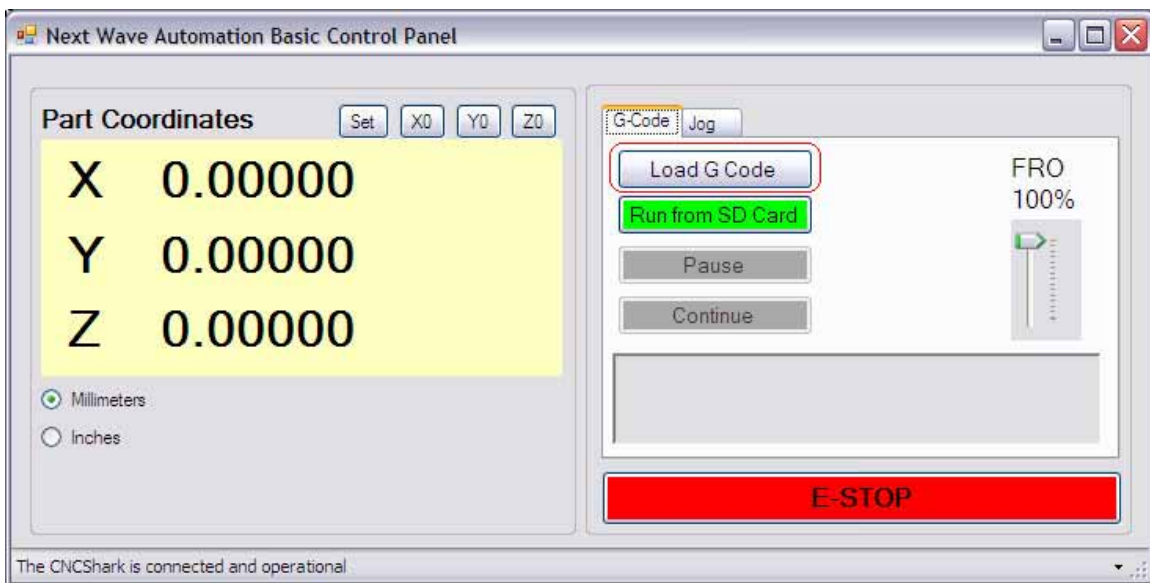 Next Wave Automation Basic Control Panel
Part Coordinates Set X0 Y0 Z0
X 0.00000
Y 0.00000
Z 0.00000
Millimeters
Inches
G-Code Jog
Load G Code
Run from SD Card
Pause
Continue
FRO
100%
E-STOP
The CNCShark is connected and operational